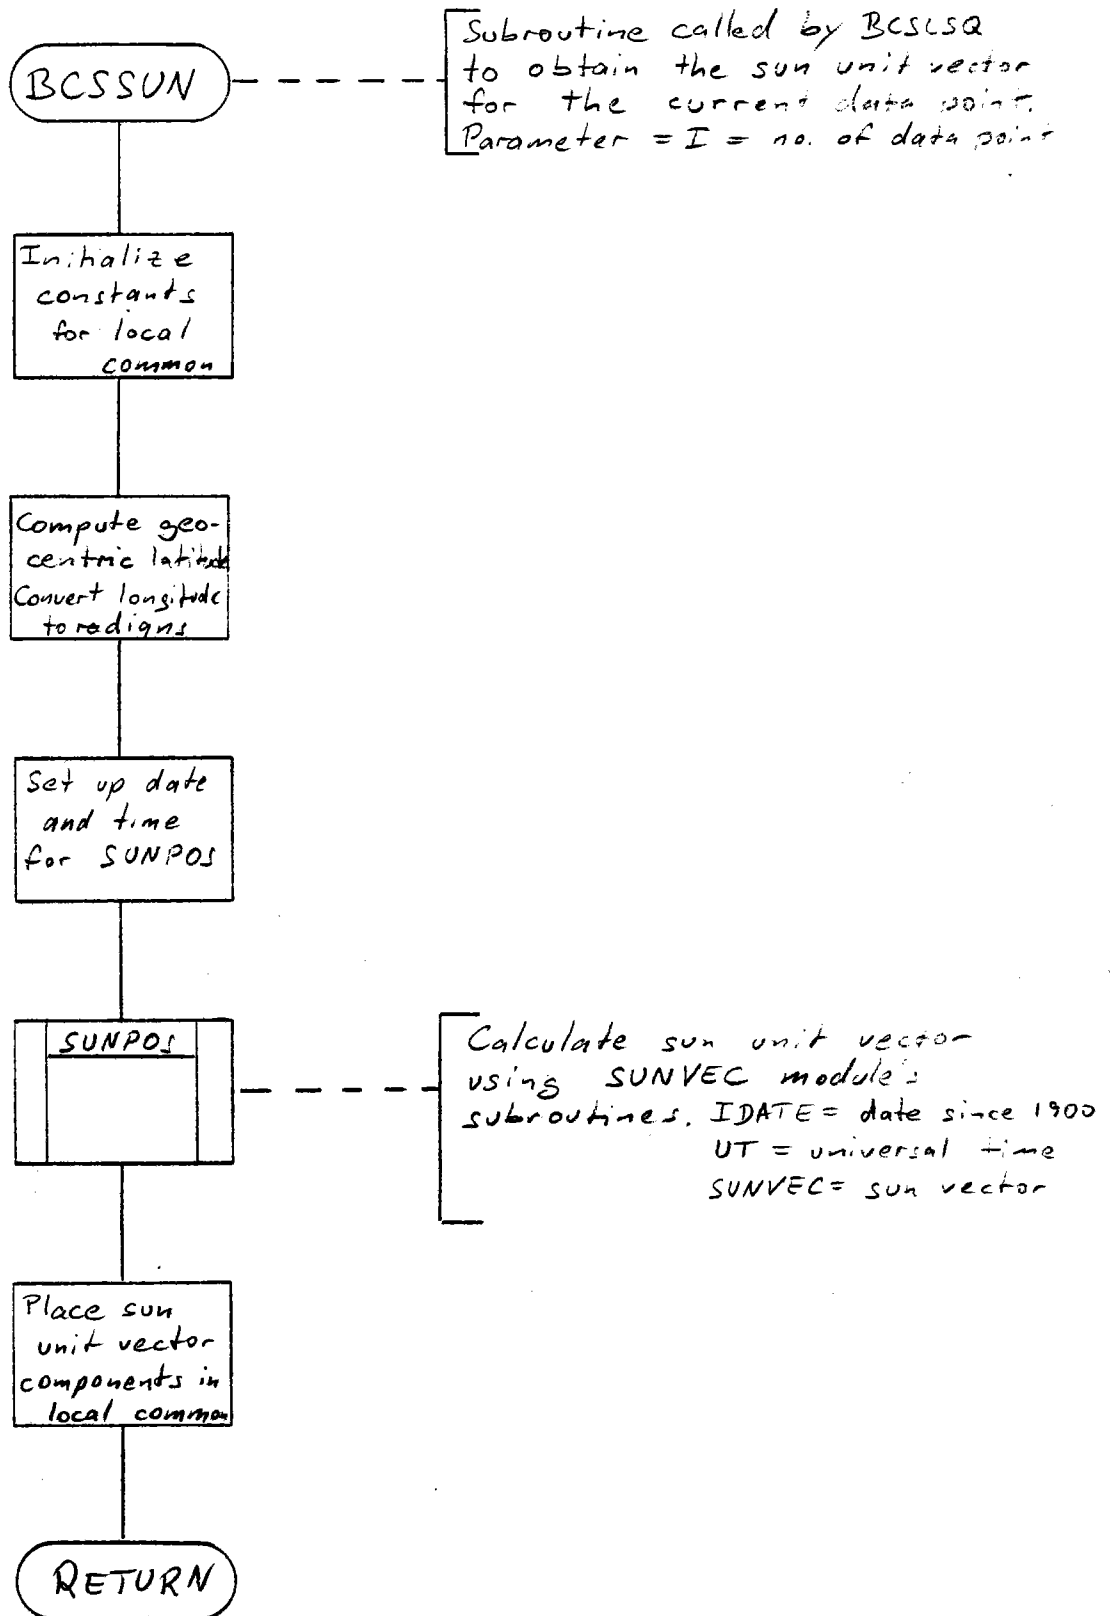 BCSSUN
Subroutine called by BCSLSQ
to obtain the sun unit vector
for the current data point.
Parameter = I = no. of data point
Initialize
constants
for local
common
Compute geo-
centric latitude
Convert longitude
to radians
Set up date
and time
for SUNPOS
SUNPOS
Calculate sun unit vector
using SUNVEC module's
subroutines. IDATE = date since 1900
UT = universal time
SUNVEC = sun vector
Place sun
unit vector
components in
local common
RETURN